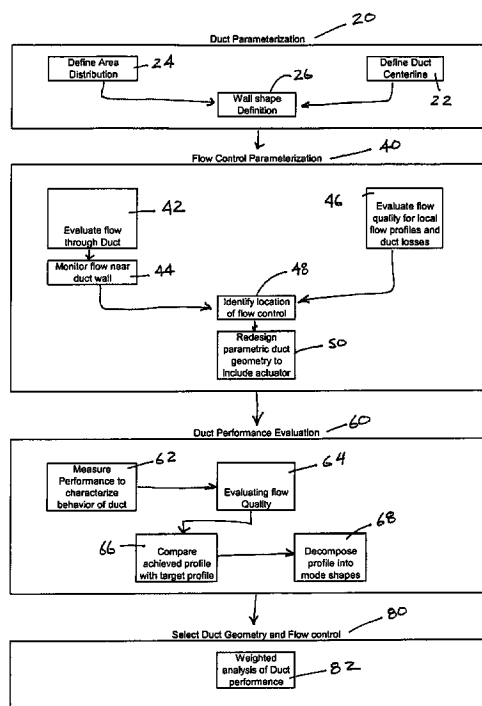 20
Duct Parameterization
Define Area
Distribution
24
26
Define Duct
Centerline
22
Wall shape
Definition
40
Flow Control Parameterization
42
Evaluate flow
through Duct
46
Evaluate flow
quality for local
flow profiles and
duct losses
44
Monitor flow near
duct wall
48
Identify location
of flow control
Redesign
parametric duct
geometry to
include actuator
50
Duct Performance Evaluation
60
62
Measure
Performance to
characterize
behavior of duct
64
Evaluating flow
Quality
66
Compare
achieved profile
with target profile
68
Decompose
profile into
mode shapes
80
Select Duct Geometry and Flow control
Weighted
analysis of Duct
performance
82